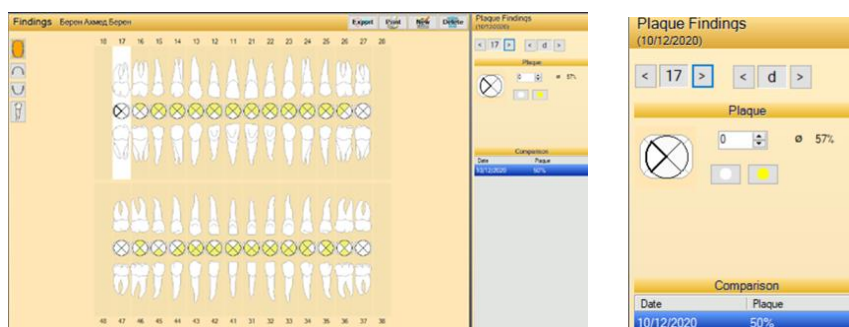 Findings Берон Ахмед Берен
Export Print New Delete
18 17 16 15 14 13 12 11 21 22 23 24 25 26 27 28
48 47 46 45 44 43 42 41 31 32 33 34 35 36 37 38
Plaque Findings
(10/12/2020)
< 17 > < d >
Plaque
0 ø 57%
Comparison
Date Plaque
10/12/2020 50%
Plaque Findings
(10/12/2020)
< 17 > < d >
Plaque
0 ø 57%
Comparison
Date Plaque
10/12/2020 50%